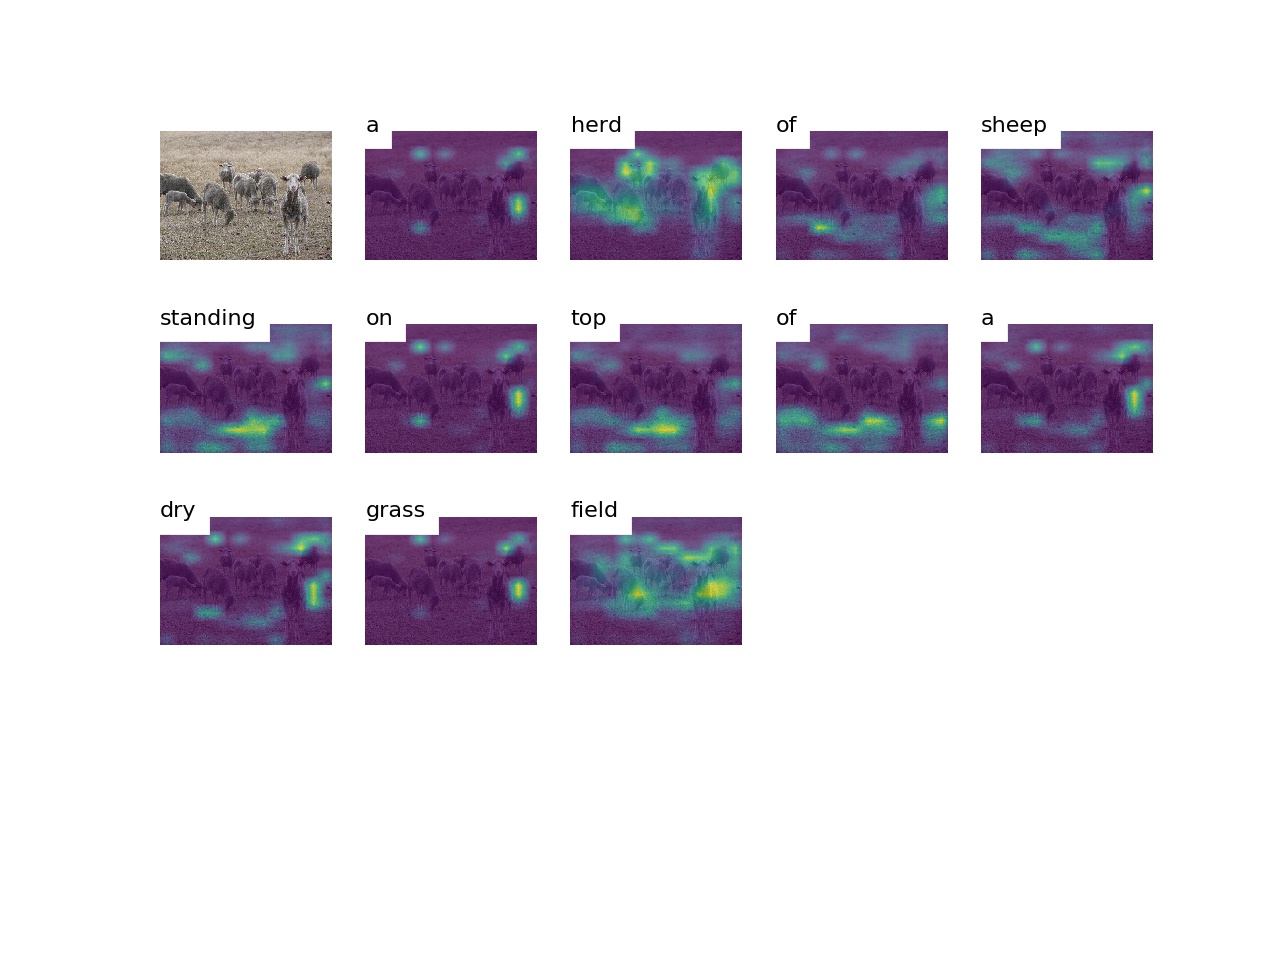 a herd of sheep
standing on top of a
dry grass field